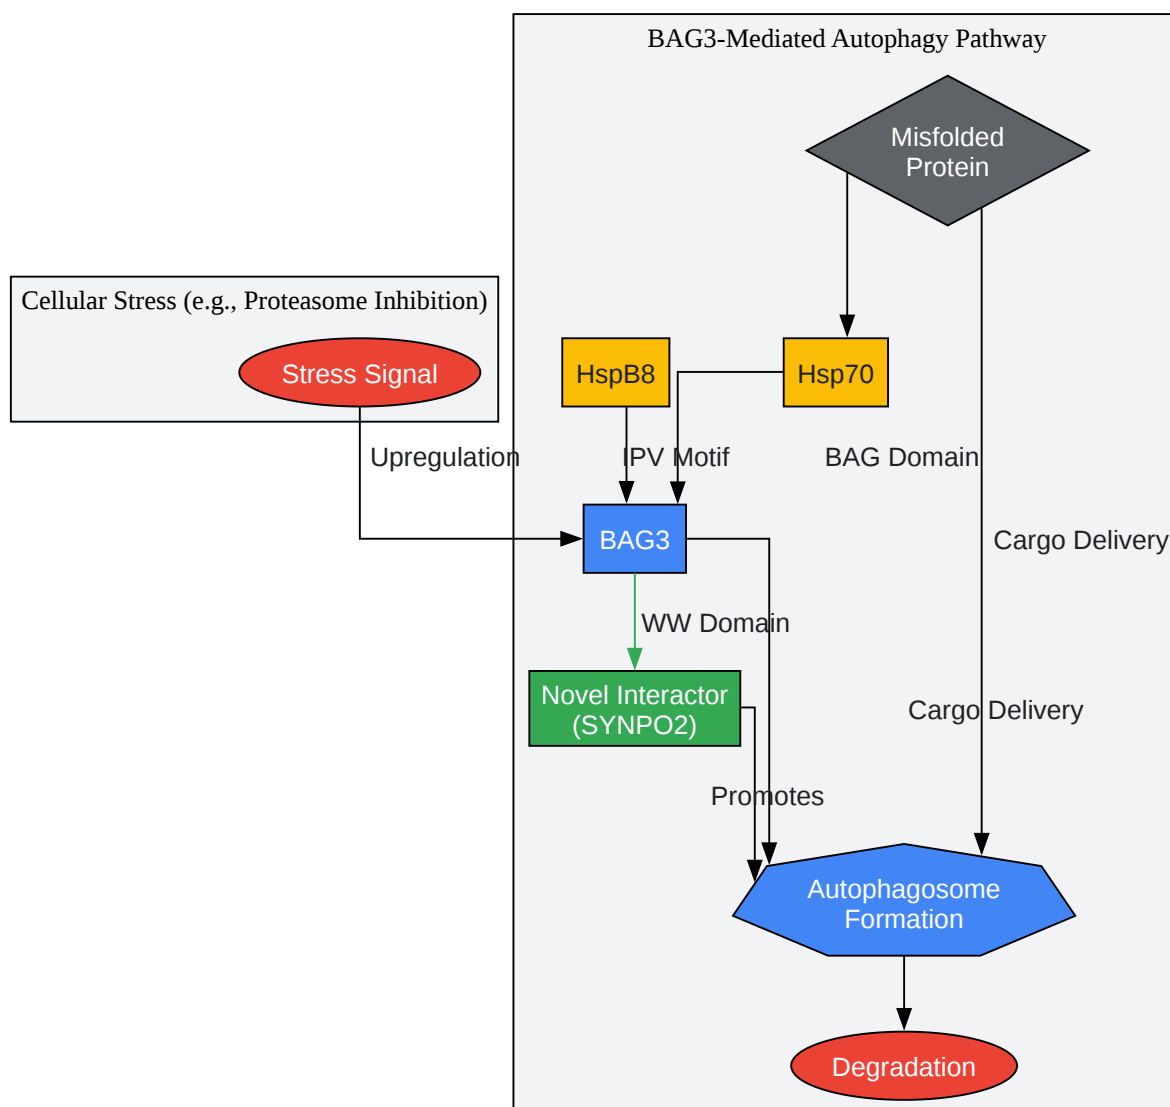 BAG3-Mediated Autophagy Pathway
Misfolded
Protein
Cellular Stress (e.g., Proteasome Inhibition)
Stress Signal
HspB8
Hsp70
Upregulation
IPV Motif
BAG Domain
BAG3
Cargo Delivery
WW Domain
Novel Interactor
(SYNPO2)
Cargo Delivery
Promotes
Autophagosome
Formation
Degradation